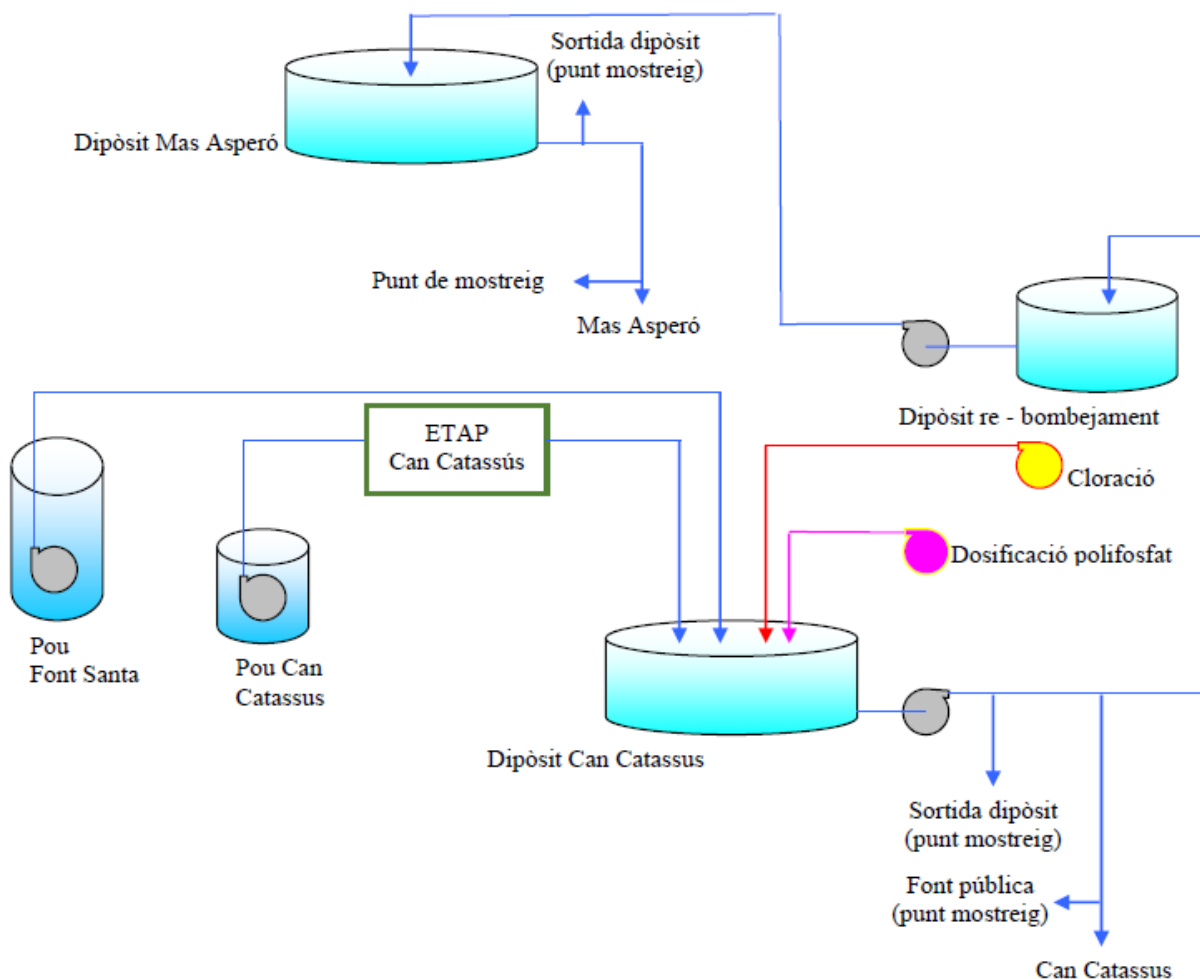 Sortida dipòsit
(punt mostreig)
Dipòsit Mas Asperó
Punt de mostreig
Mas Asperó
Dipòsit re - bombejament
ETAP
Can Catassús
Cloració
Dosificació polifosfat
Pou
Font Santa
Pou Can
Catassus
Dipòsit Can Catassus
Sortida dipòsit
(punt mostreig)
Font pública
(punt mostreig)
Can Catassus